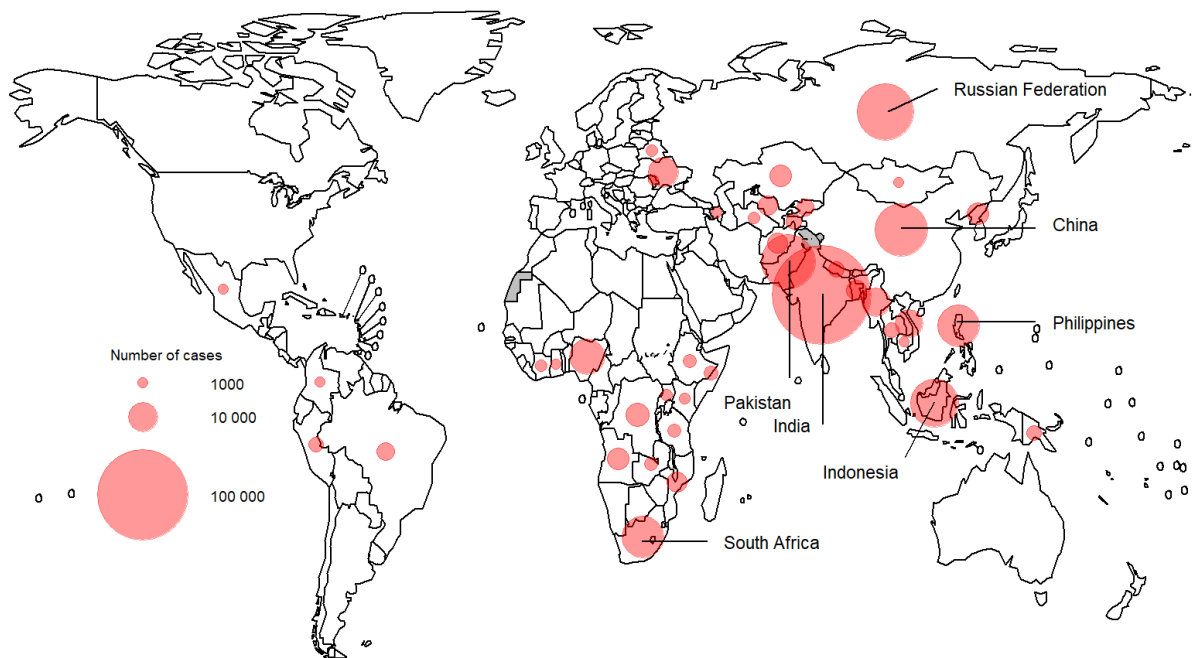 Russian Federation
China
Philippines
Number of cases
1000
10 000
100 000
Pakistan
India
Indonesia
South Africa